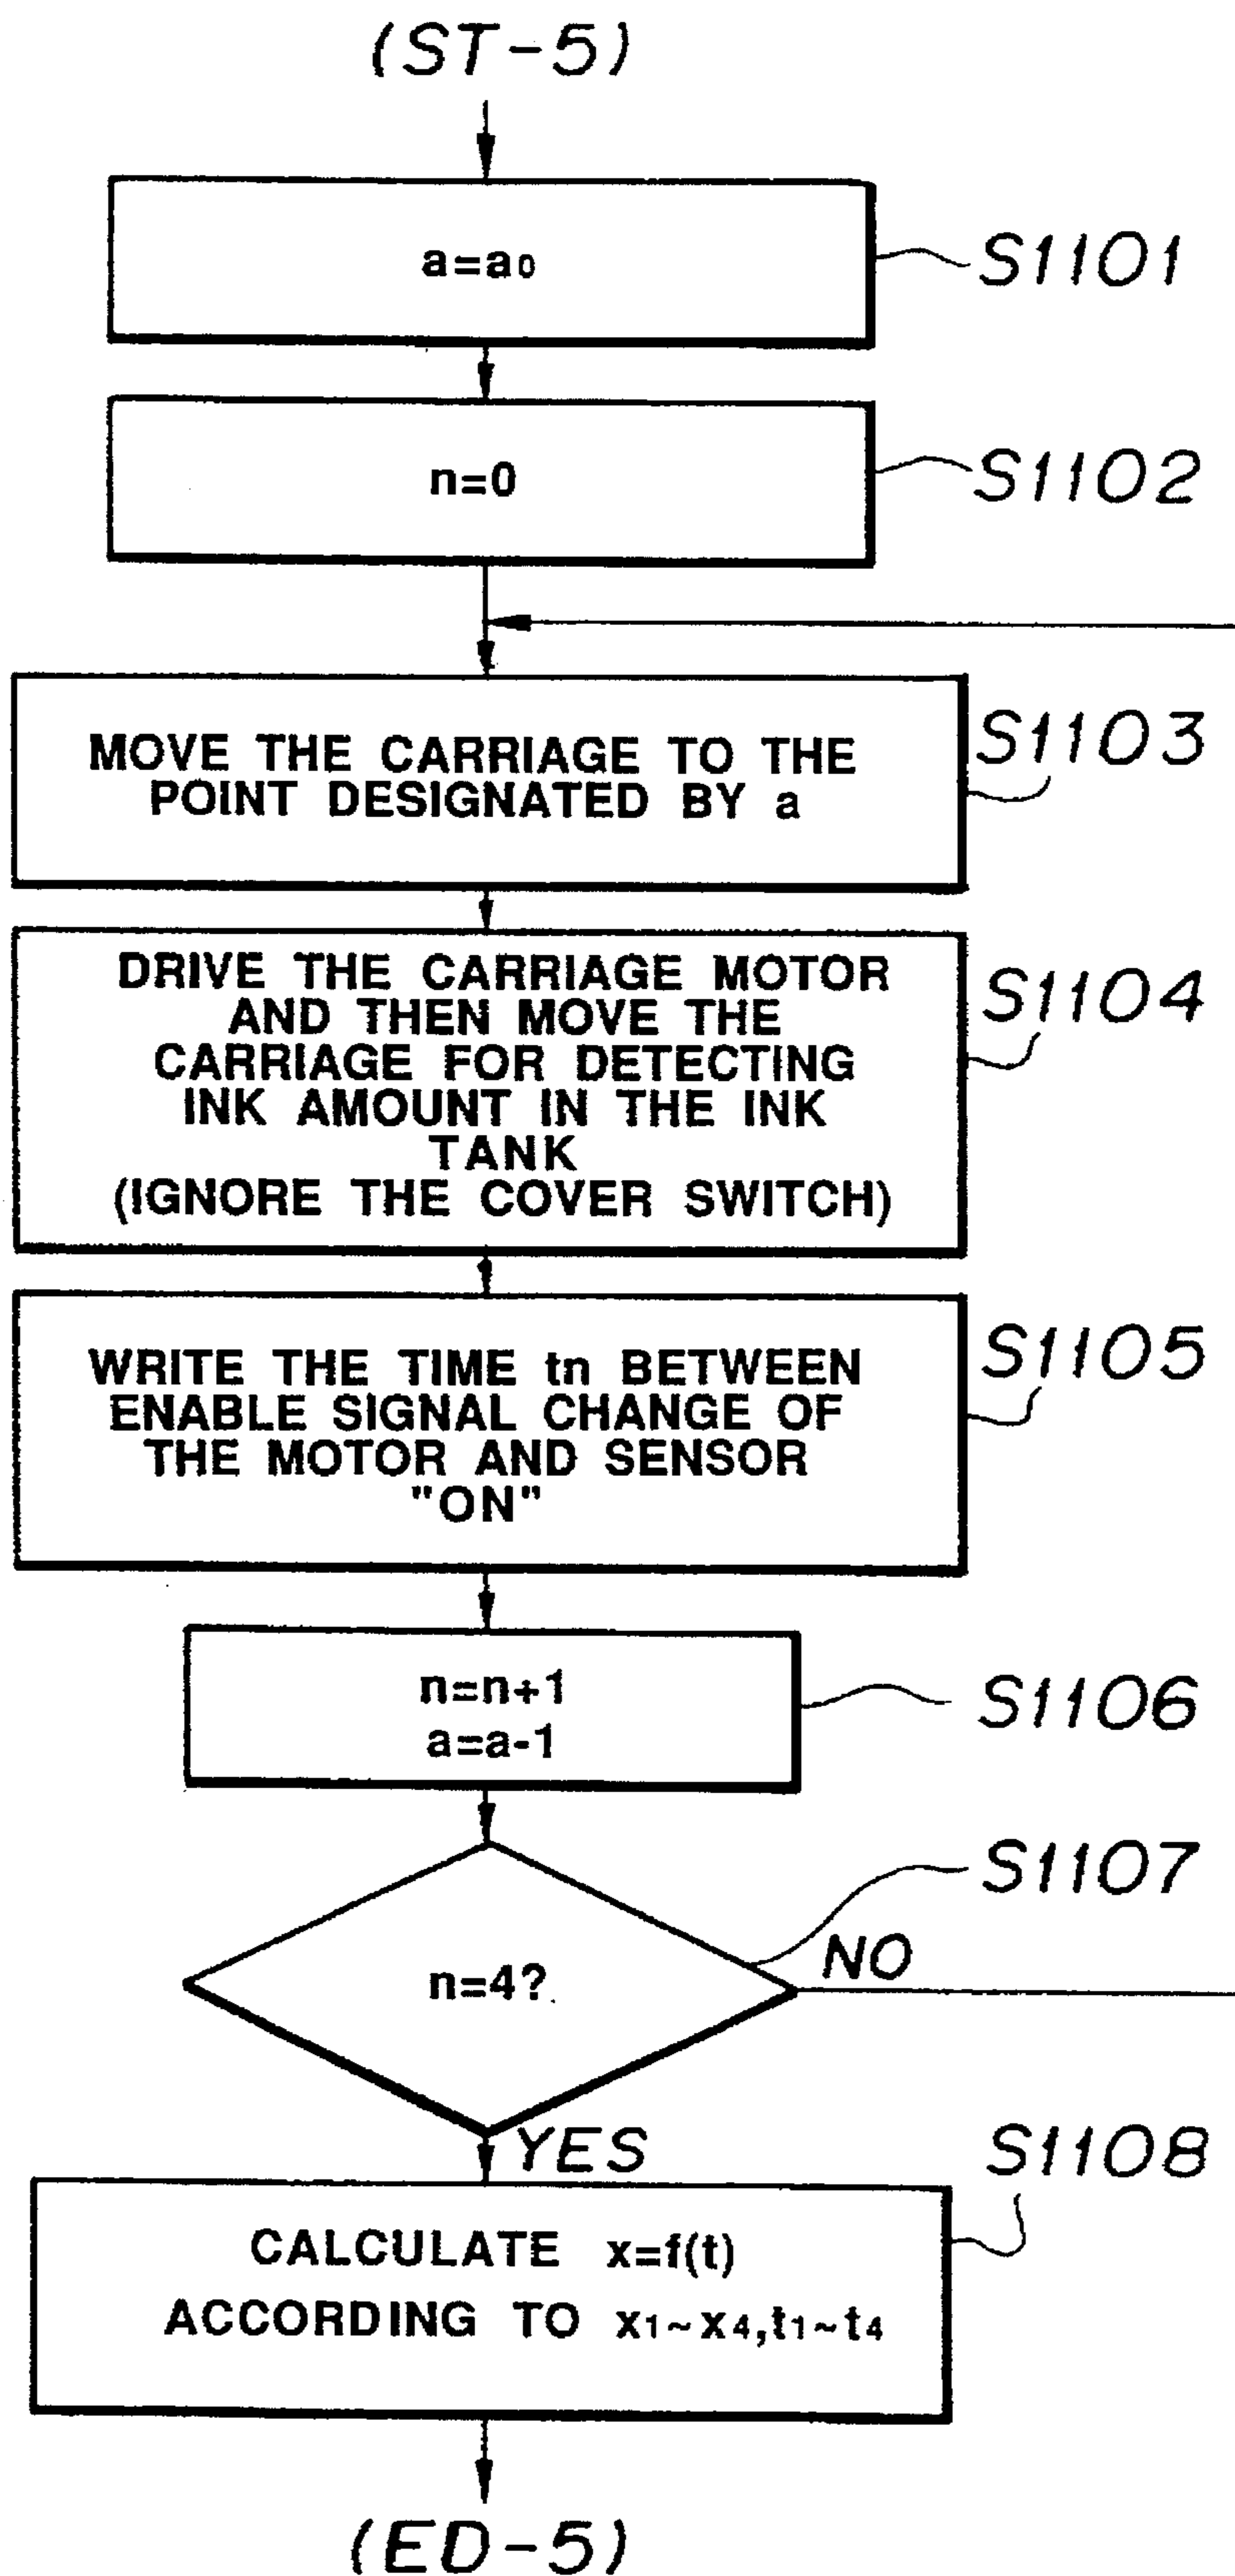 (ST-5)
a=a0
S1101
n=0
S1102
MOVE THE CARRIAGE TO THE
POINT DESIGNATED BY a
S1103
DRIVE THE CARRIAGE MOTOR
AND THEN MOVE THE
CARRIAGE FOR DETECTING
INK AMOUNT IN THE INK
TANK
(IGNORE THE COVER SWITCH)
S1104
WRITE THE TIME tn BETWEEN
ENABLE SIGNAL CHANGE OF
THE MOTOR AND SENSOR
"ON"
S1105
n=n+1
a=a-1
S1106
n=4?
S1107
NO
YES
CALCULATE x=f(t)
ACCORDING TO x1~x4,t1~t4
S1108
(ED-5)